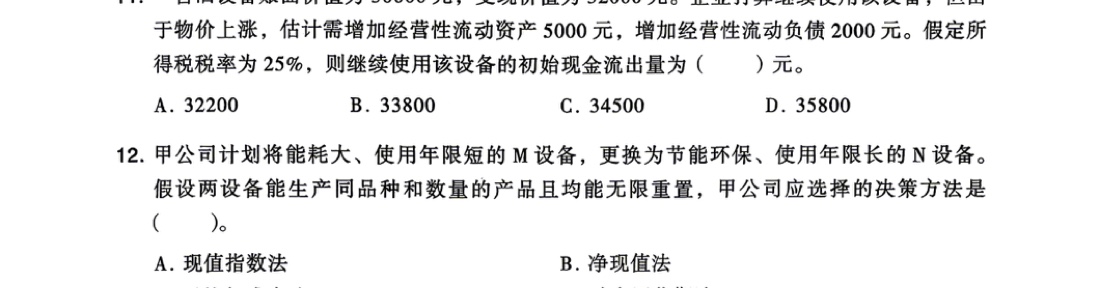 于物价上涨，估计需增加经营性流动资产 5000 元，增加经营性流动负债 2000 元。假定所
得税税率为 25%，则继续使用该设备的初始现金流出量为（　　）元。
A. 32200　B. 33800　C. 34500　D. 35800
12. 甲公司计划将能耗大、使用年限短的 M 设备，更换为节能环保、使用年限长的 N 设备。
假设两设备能生产同品种和数量的产品且均能无限重置，甲公司应选择的决策方法是
（　　）。
A. 现值指数法　B. 净现值法